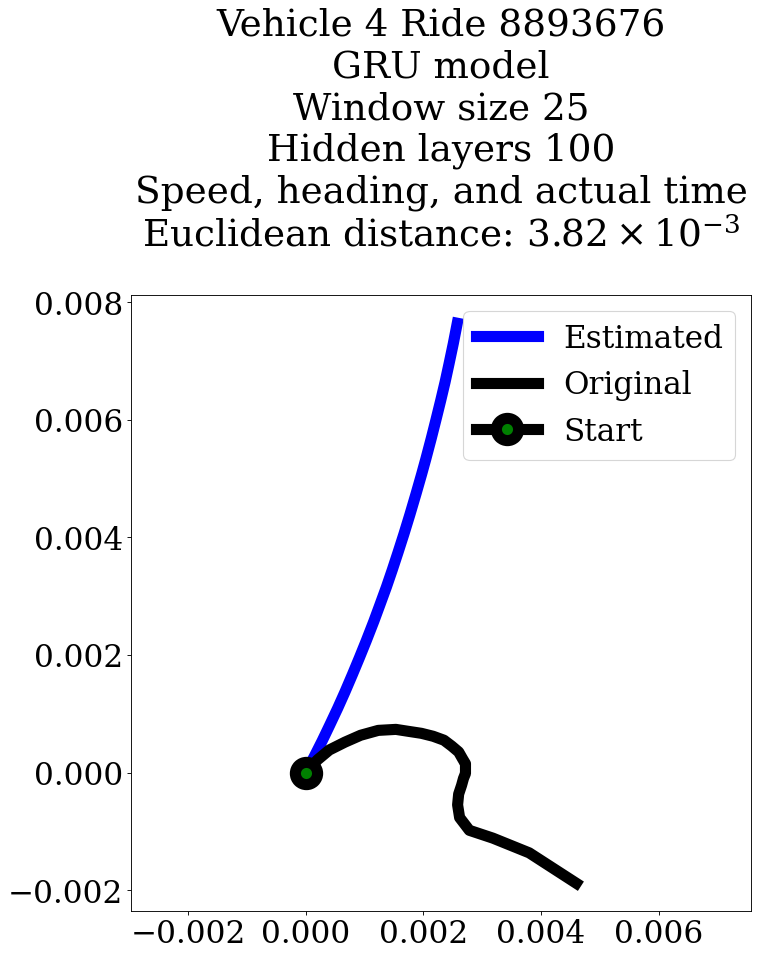 Vehicle 4 Ride 8893676
GRU model
Window size 25
Hidden layers 100
Speed, heading, and actual time
Euclidean distance: 3.82 × 10⁻³
0.008
0.006
0.004
0.002
0.000
−0.002
Estimated
Original
Start
−0.002 0.000 0.002 0.004 0.006